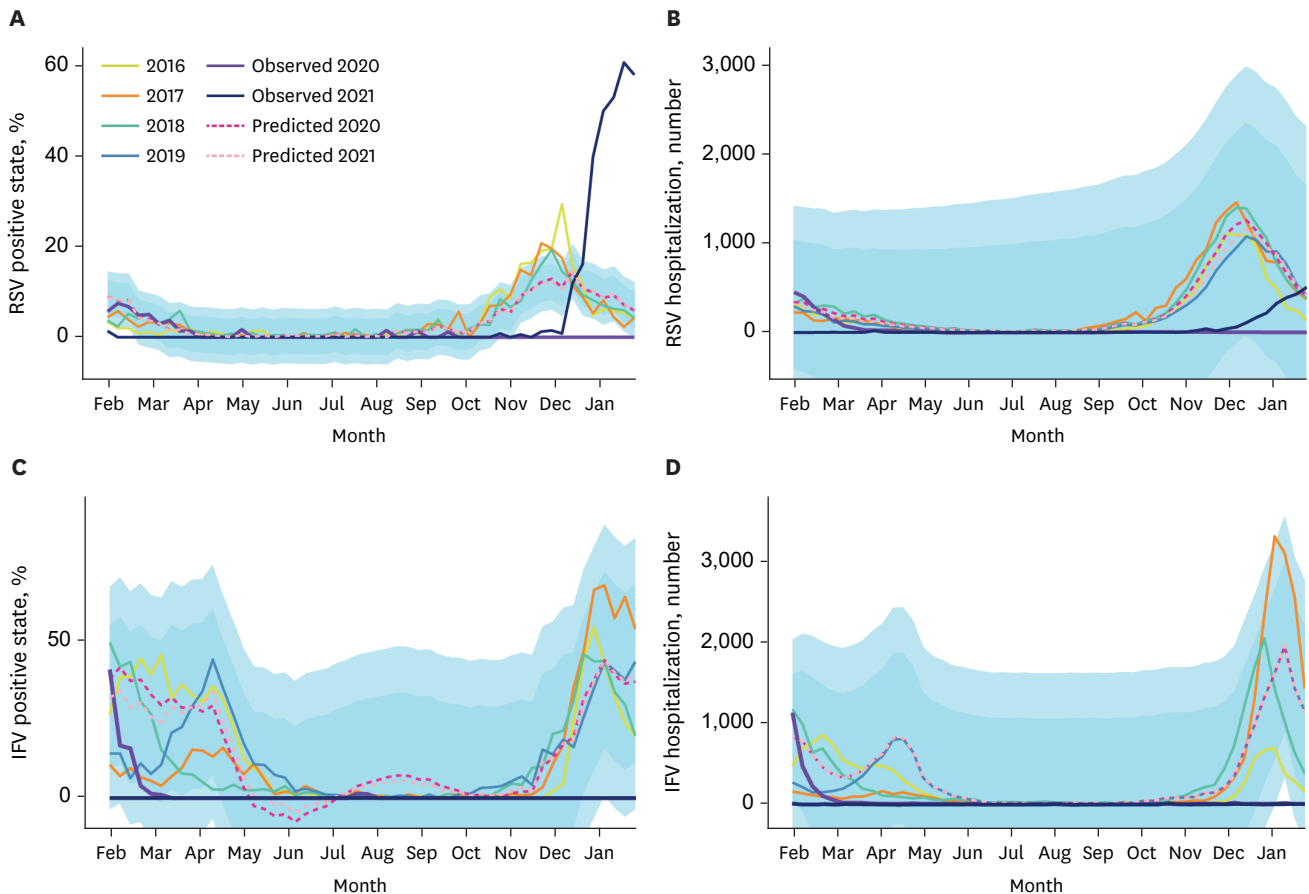 A
RSV positive state, %
60
40
20
0
2016
2017
2018
2019
Observed 2020
Observed 2021
Predicted 2020
Predicted 2021
Feb Mar Apr May Jun Jul Aug Sep Oct Nov Dec Jan
Month
B
RSV hospitalization, number
3,000
2,000
1,000
0
Feb Mar Apr May Jun Jul Aug Sep Oct Nov Dec Jan
Month
C
IFV positive state, %
50
0
Feb Mar Apr May Jun Jul Aug Sep Oct Nov Dec Jan
Month
D
IFV hospitalization, number
3,000
2,000
1,000
0
Feb Mar Apr May Jun Jul Aug Sep Oct Nov Dec Jan
Month